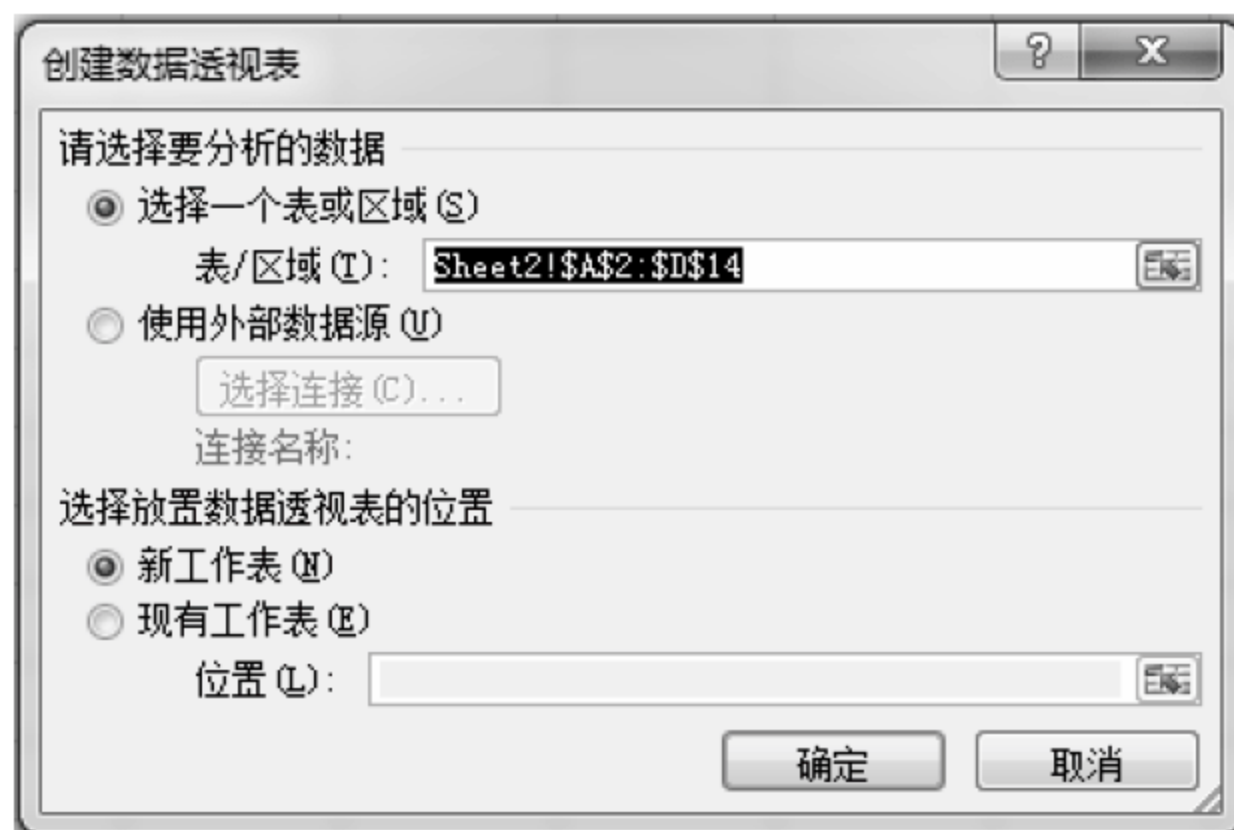 创建数据透视表
请选择要分析的数据
选择一个表或区域(S)
表/区域(T): Sheet2!$A$2:$D$14
使用外部数据源(U)
选择连接(C)...
连接名称:
选择放置数据透视表的位置
新工作表(N)
现有工作表(E)
位置(L):
确定 取消